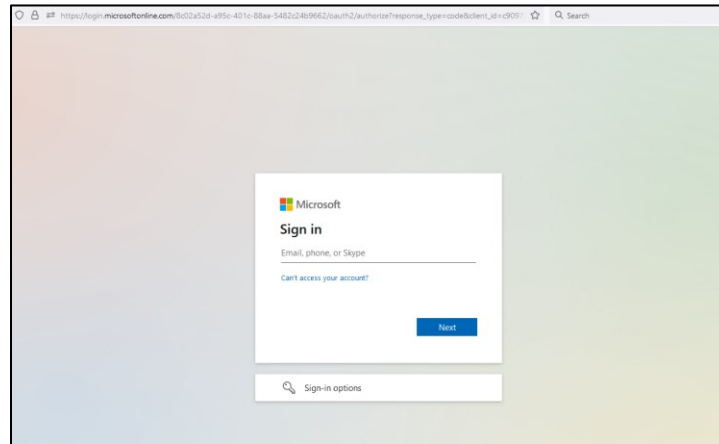 https://login.microsoftonline.com/8c02a52d-a95c-401c-88aa-5482c24b9662/oauth2/authorize?response_type=code&client_id=c909 Search
Microsoft
Sign in
Email, phone, or Skype
Can't access your account?
Next
Sign-in options